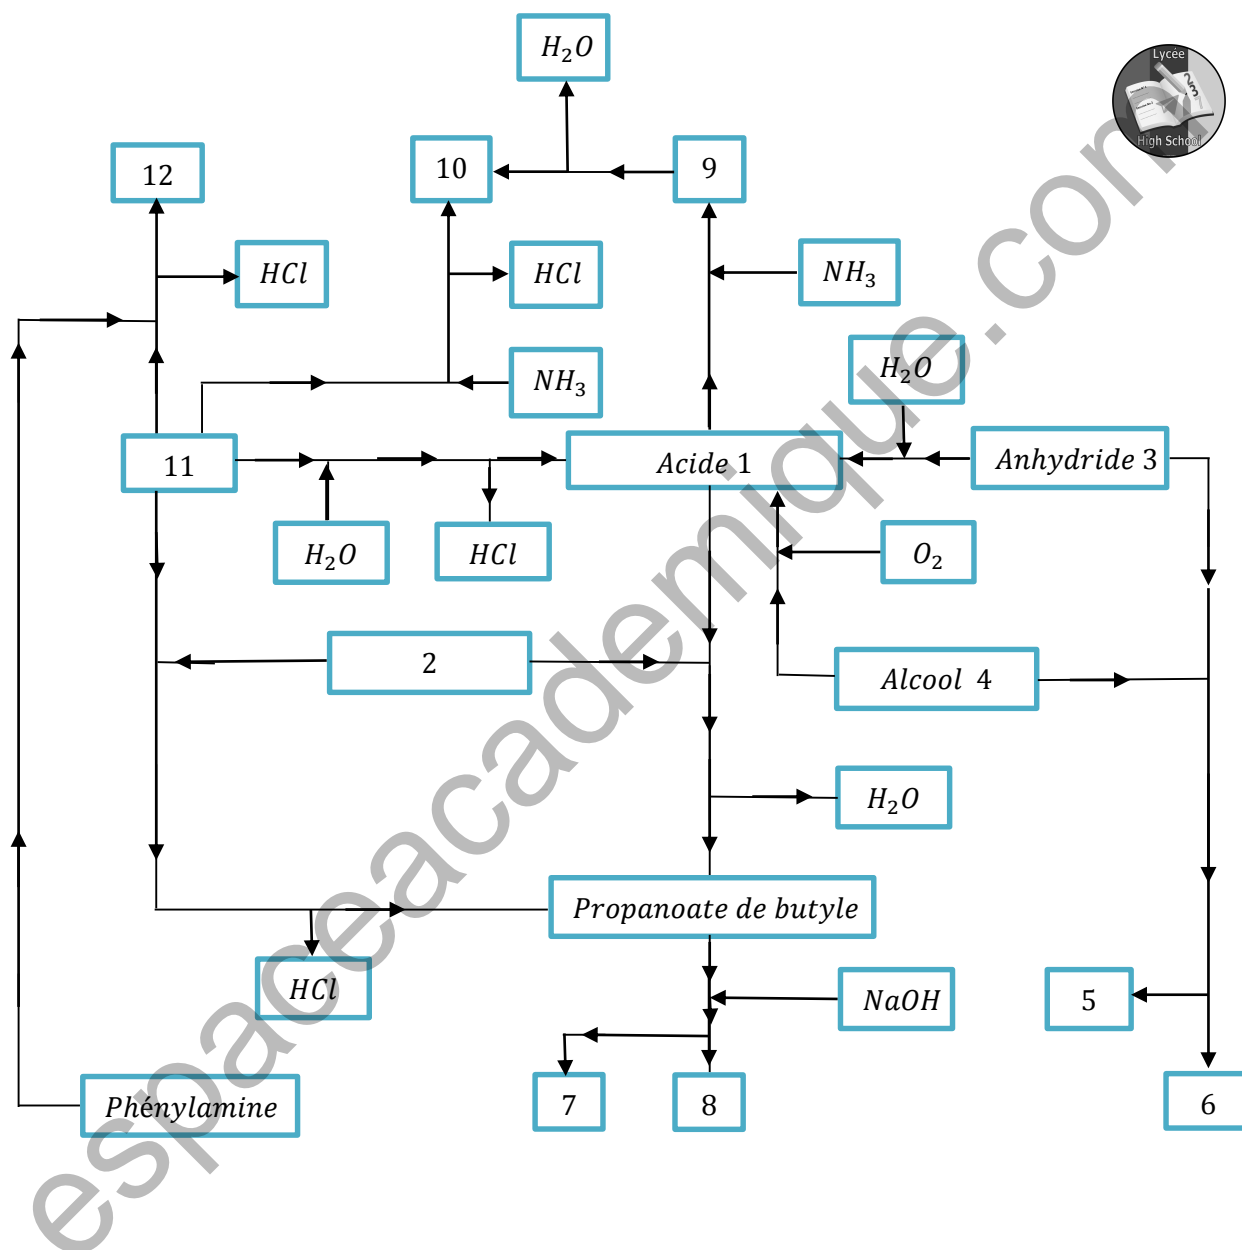 H₂O
Lycée
High School
12
10
9
HCl
HCl
NH₃
NH₃
H₂O
11
Acide 1
Anhydride 3
H₂O
HCl
O₂
2
Alcool 4
H₂O
Propanoate de butyle
HCl
NaOH
5
Phénylamine
7
8
6
espaceacademique.com